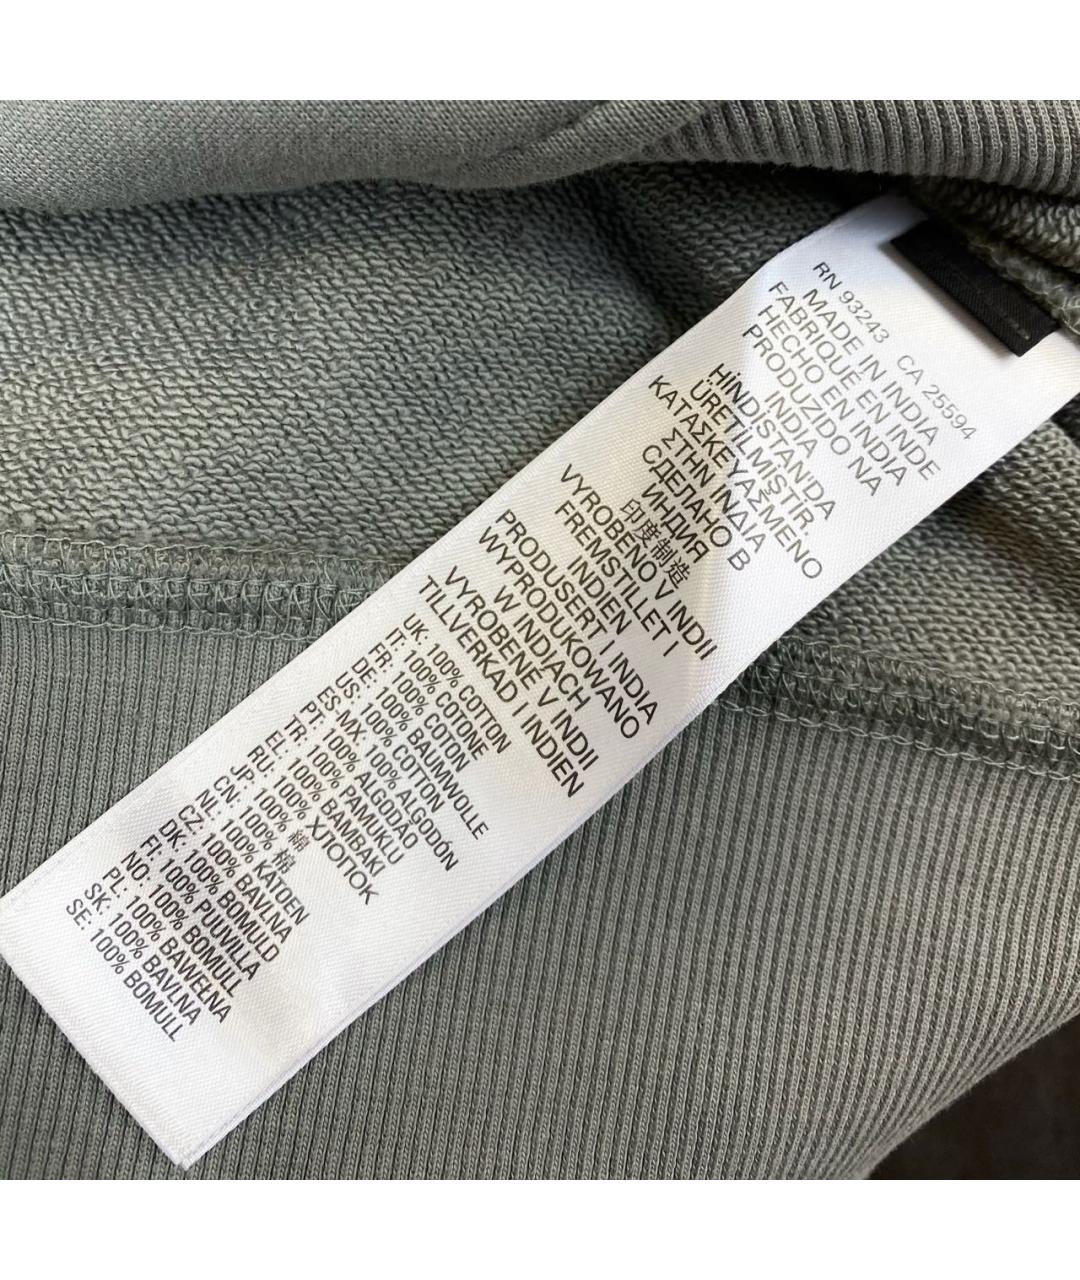 RN 93243 CA 25594
MADE IN INDIA
FABRIQUÉ EN INDE
HECHO EN INDIA
PRODUZIDO NA
ÍNDIA
HİNDİSTAN'DA
ÜRETİLMİŞTİR.
ΚΑΤΑΣΚΕΥΑΣΜΕΝΟ
ΣΤΗΝ ΙΝΔΙΑ
СДЕЛАНО В
ИНДИЯ
印度制造
VYROBENO V INDII
FREMSTILLET I
INDIEN
PRODUSERT I INDIA
WYPRODUKOWANO
W INDIACH
VYROBENÉ V INDII
TILLVERKAD I INDIEN
UK: 100% COTTON
IT: 100% COTONE
FR: 100% COTON
DE: 100% BAUMWOLLE
US: 100% COTTON
ES-MX: 100% ALGODÓN
PT: 100% ALGODÃO
TR: 100% PAMUKLU
EL: 100% ΒΑΜΒΑΚΙ
RU: 100% ХЛОПОК
JP: 100% 綿
CN: 100% 棉
NL: 100% KATOEN
CZ: 100% BAVLNA
DK: 100% BOMULD
FI: 100% PUUVILLA
NO: 100% BOMULL
PL: 100% BAWEŁNA
SK: 100% BAVLNA
SE: 100% BOMULL